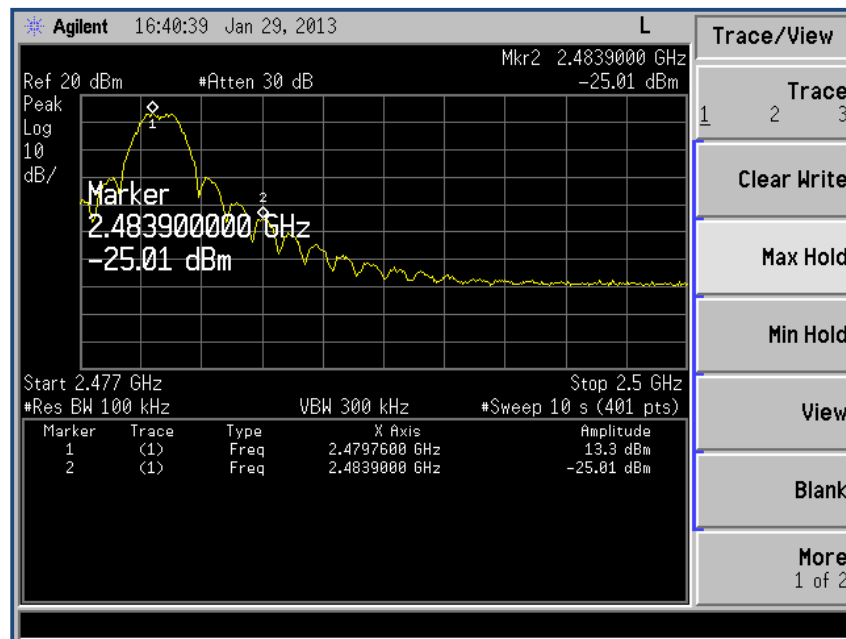 Agilent 16:40:39 Jan 29, 2013 L
Trace/View
Mkr2 2.4839000 GHz
Ref 20 dBm #Atten 30 dB -25.01 dBm
Peak
Log
10
dB/
1
2
Marker
2.483900000 GHz
-25.01 dBm
Start 2.477 GHz Stop 2.5 GHz
#Res BW 100 kHz VBW 300 kHz #Sweep 10 s (401 pts)
Marker Trace Type X Axis Amplitude
1 (1) Freq 2.4797600 GHz 13.3 dBm
2 (1) Freq 2.4839000 GHz -25.01 dBm
Trace
1 2 3
Clear Write
Max Hold
Min Hold
View
Blank
More
1 of 2